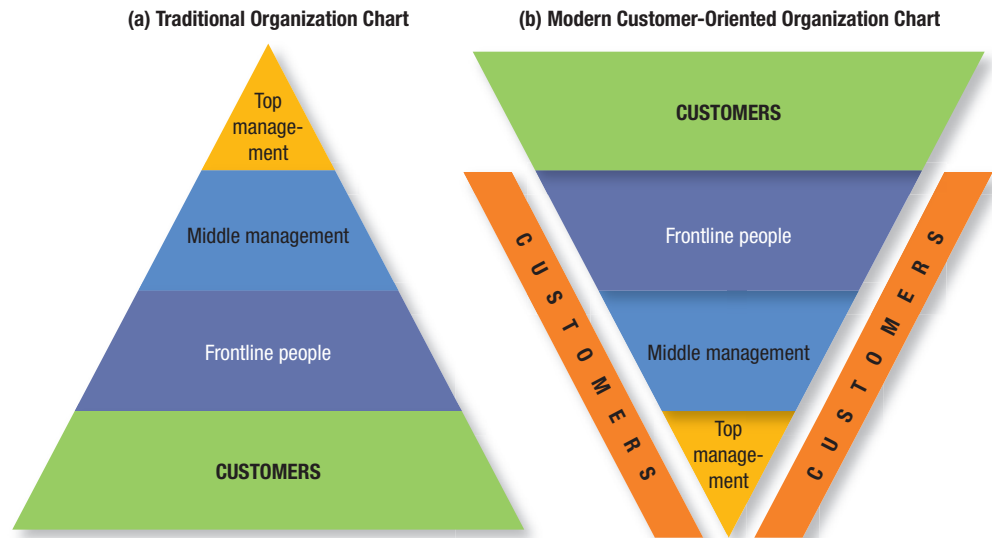 (a) Traditional Organization Chart
Top
manage-
ment
Middle management
Frontline people
CUSTOMERS
(b) Modern Customer-Oriented Organization Chart
CUSTOMERS
Frontline people
Middle management
Top
manage-
ment
CUSTOMERS
CUSTOMERS